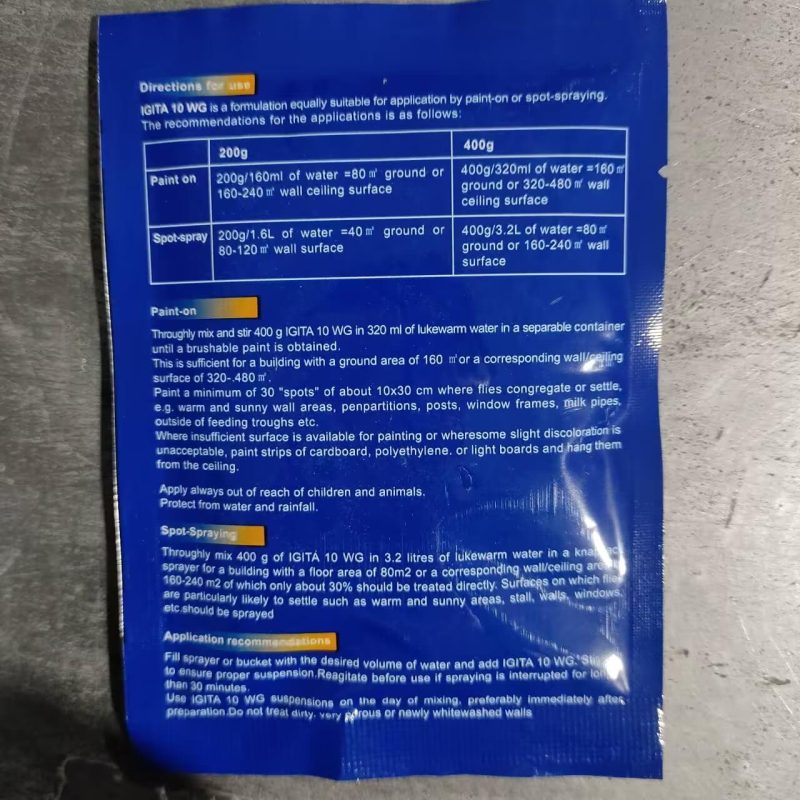 Directions for use
IGITA 10 WG is a formulation equally suitable for application by paint-on or spot-spraying.
The recommendations for the applications is as follows:
200g
400g
Paint on
200g/160ml of water =80㎡ ground or
160-240㎡ wall ceiling surface
400g/320ml of water =160㎡
ground or 320-480㎡ wall
ceiling surface
Spot-spray
200g/1.6L of water =40㎡ ground or
80-120㎡ wall surface
400g/3.2L of water =80㎡
ground or 160-240㎡ wall
surface
Paint-on
Throughly mix and stir 400 g IGITA 10 WG in 320 ml of lukewarm water in a separable container
until a brushable paint is obtained.
This is sufficient for a building with a ground area of 160 ㎡or a corresponding wall/ceiling
surface of 320-.480㎡.
Paint a minimum of 30 "spots" of about 10x30 cm where flies congregate or settle,
e.g. warm and sunny wall areas, penpartitions, posts, window frames, milk pipes,
outside of feeding troughs etc.
Where insufficient surface is available for painting or wheresome slight discoloration is
unacceptable, paint strips of cardboard, polyethylene. or light boards and hang them
from the ceiling.
Apply always out of reach of children and animals.
Protect from water and rainfall.
Spot-Spraying
Throughly mix 400 g of IGITA 10 WG in 3.2 litres of lukewarm water in a
sprayer for a building with a floor area of 80m2 or a corresponding wall/ceiling area
160-240 m2 of which only about 30% should be treated directly. Surfaces on which
are particularly likely to settle such as warm and sunny areas, stall, walls, windows,
etc.should be sprayed
Application recommendations
Fill sprayer or bucket with the desired volume of water and add IGITA 10 WG.
to ensure proper suspension.Reagitate before use if spraying is interrupted for
than 30 minutes.
Use IGITA 10 WG suspensions on the day of mixing, preferably immediately after
preparation.Do not treat dirty, very porous or newly whitewashed walls